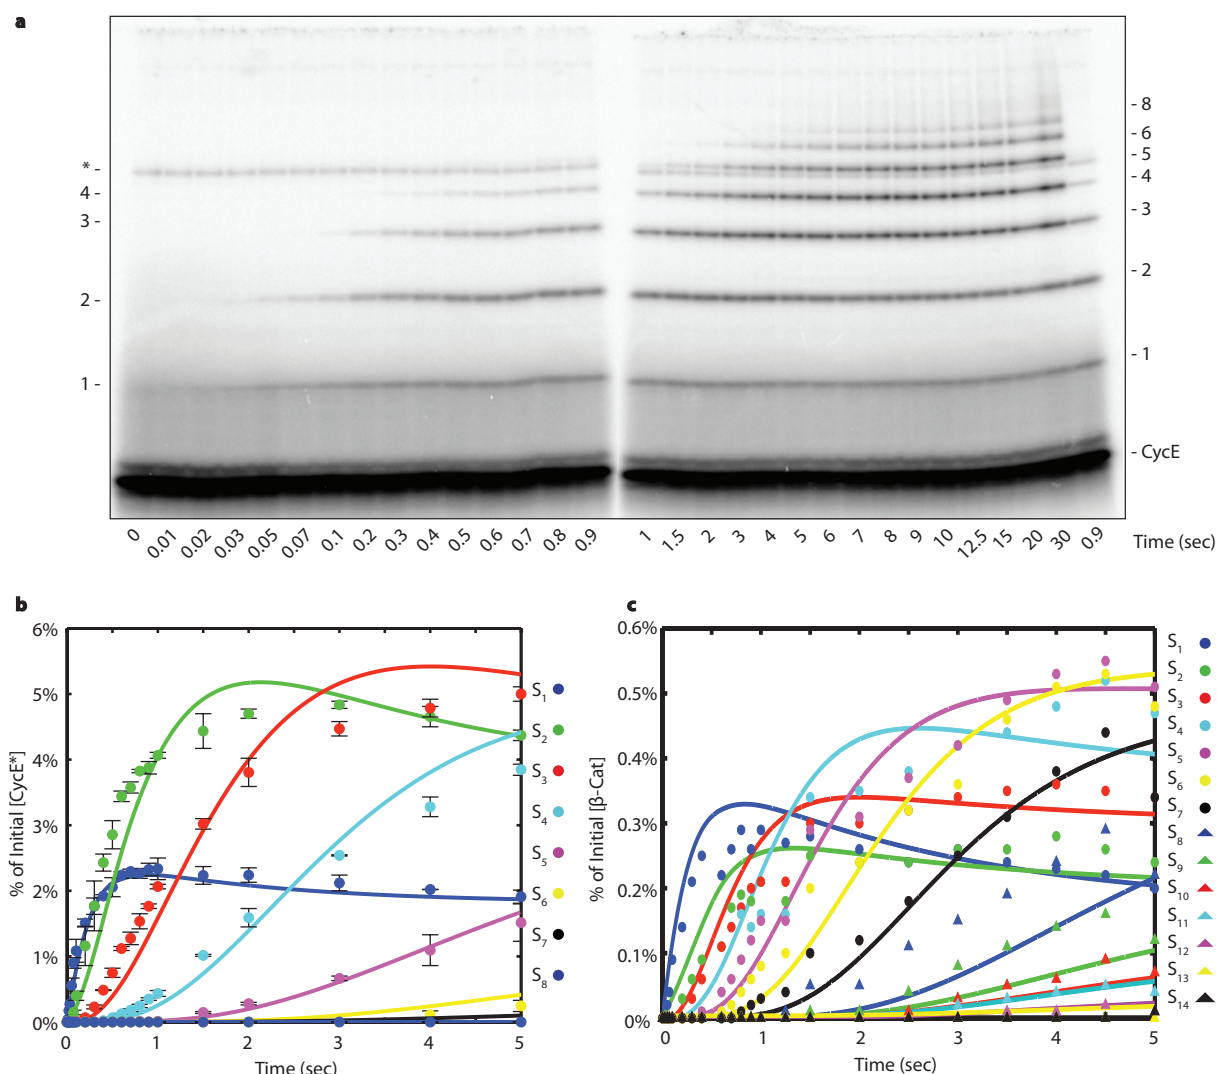 a
* -
4 -
3 -
2 -
1 -
- 8
- 6
- 5
- 4
- 3
- 2
- 1
- CycE
0 0.01 0.02 0.03 0.05 0.07 0.1 0.2 0.3 0.4 0.5 0.6 0.7 0.8 0.9 1 1.5 2 3 4 5 6 7 8 9 10 12.5 15 20 30 0.9 Time (sec)
b
6%
5%
4%
3%
2%
1%
0%
% of Initial [CycE*]
0 1 2 3 4 5
Time (sec)
S1
S2
S3
S4
S5
S6
S7
S8
c
0.6%
0.5%
0.4%
0.3%
0.2%
0.1%
0%
% of Initial [β-Cat]
0 1 2 3 4 5
Time (sec)
S1
S2
S3
S4
S5
S6
S7
S8
S9
S10
S11
S12
S13
S14